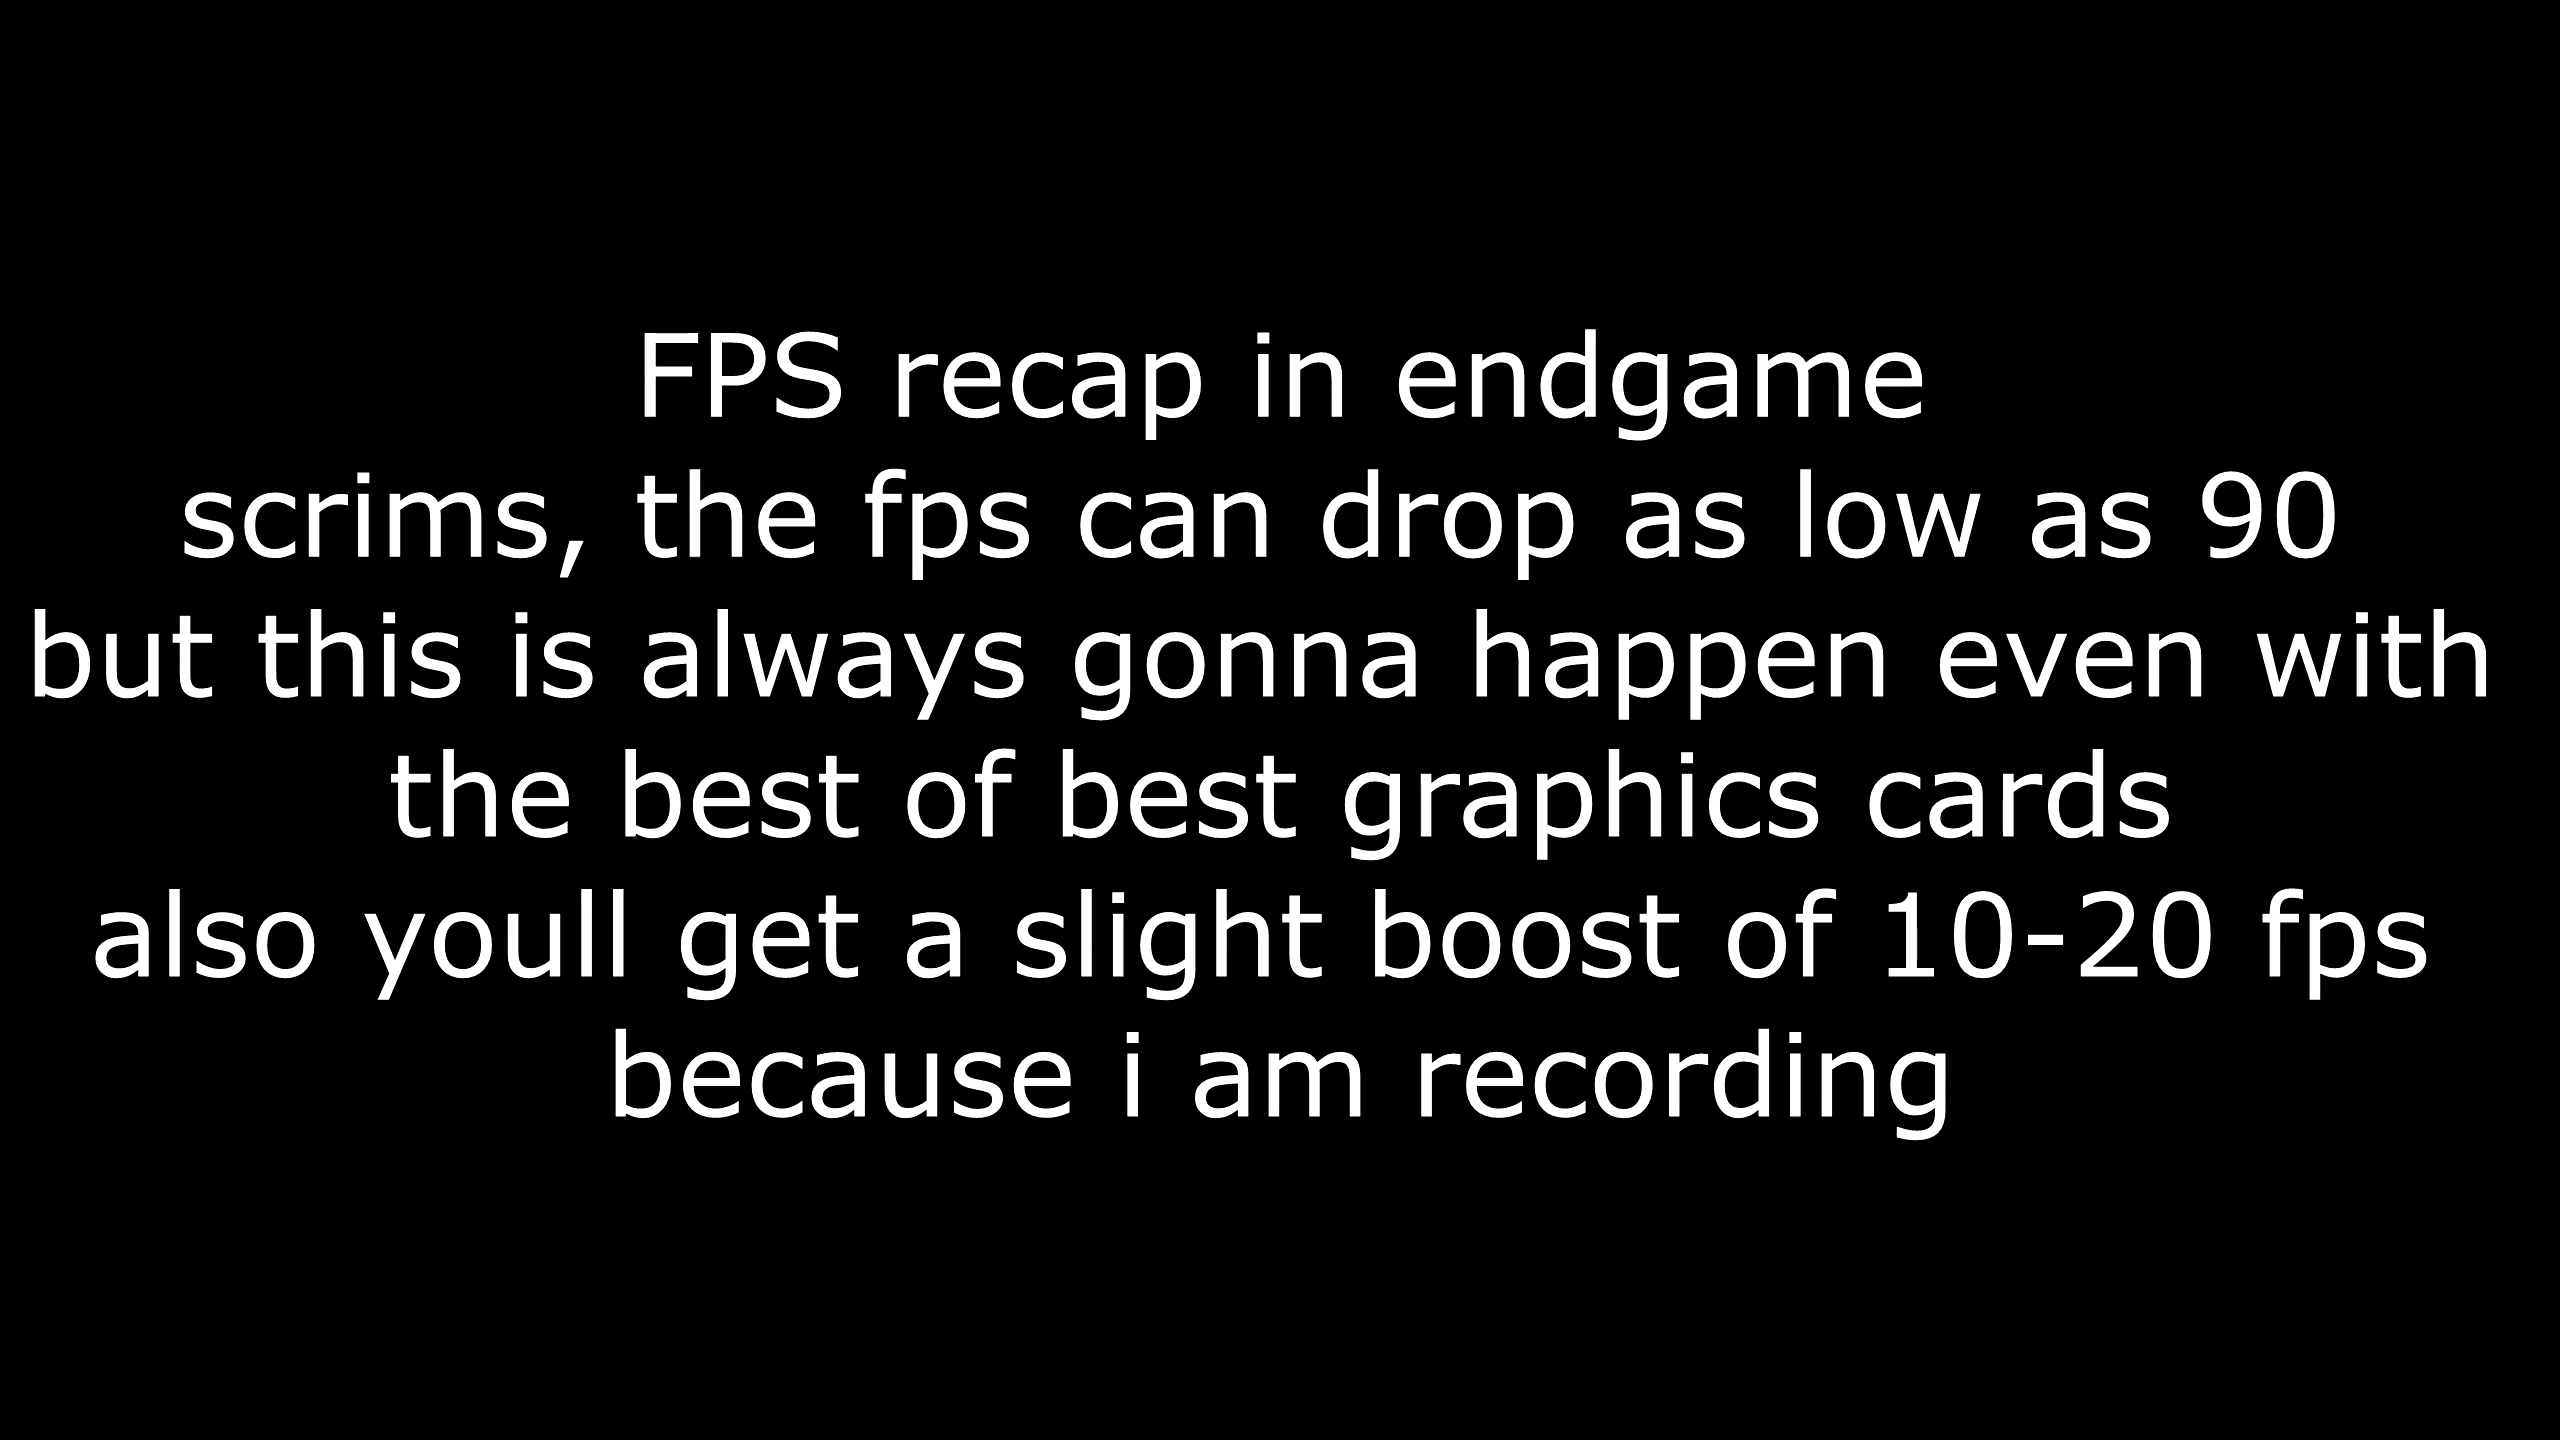 FPS recap in endgame
scrims, the fps can drop as low as 90
but this is always gonna happen even with
the best of best graphics cards
also youll get a slight boost of 10-20 fps
because i am recording